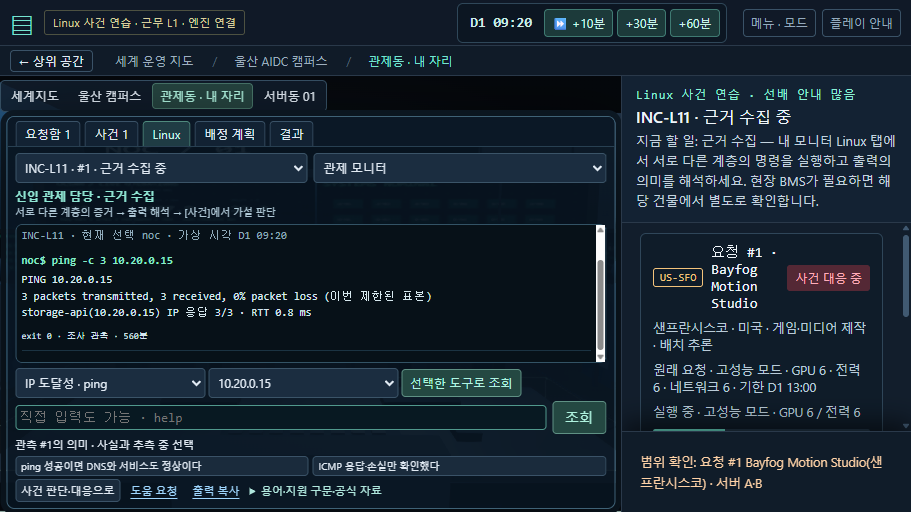 Linux 사건 연습 · 근무 L1 · 엔진 연결
D1 09:20
⏩ +10분
+30분
+60분
메뉴 · 모드
플레이 안내
← 상위 공간
세계 운영 지도 / 울산 AIDC 캠퍼스 / 관제동 · 내 자리
세계지도
울산 캠퍼스
관제동 · 내 자리
서버동 01
요청함 1
사건 1
Linux
배정 계획
결과
INC-L11 · #1 · 근거 수집 중
관제 모니터
신입 관제 담당 · 근거 수집
서로 다른 계층의 증거 → 출력 해석 → [사건]에서 가설 판단
INC-L11 · 현재 선택 noc · 가상 시각 D1 09:20
noc$ ping -c 3 10.20.0.15
PING 10.20.0.15
3 packets transmitted, 3 received, 0% packet loss (이번 제한된 표본)
storage-api(10.20.0.15) IP 응답 3/3 · RTT 0.8 ms
exit 0 · 조사 관측 · 560분
IP 도달성 · ping
10.20.0.15
선택한 도구로 조회
직접 입력도 가능 · help
조회
관측 #1의 의미 · 사실과 추측 중 선택
ping 성공이면 DNS와 서비스도 정상이다
ICMP 응답·손실만 확인했다
사건 판단·대응으로
도움 요청
출력 복사
▶ 용어·지원 구문·공식 자료
Linux 사건 연습 · 선배 안내 많음
INC-L11 · 근거 수집 중
지금 할 일: 근거 수집 — 내 모니터 Linux 탭에
서 서로 다른 계층의 명령을 실행하고 출력의
의미를 해석하세요. 현장 BMS가 필요하면 해
당 건물에서 별도로 확인합니다.
US-SFO
요청 #1 ·
Bayfog
Motion
Studio
사건 대응 중
샌프란시스코 · 미국 · 게임·미디어 제작
· 배치 추론
원래 요청 · 고성능 모드 · GPU 6 · 전력
6 · 네트워크 6 · 기한 D1 13:00
실행 중 · 고성능 모드 · GPU 6 / 전력 6
범위 확인: 요청 #1 Bayfog Motion Studio(샌
프란시스코) · 서버 A·B